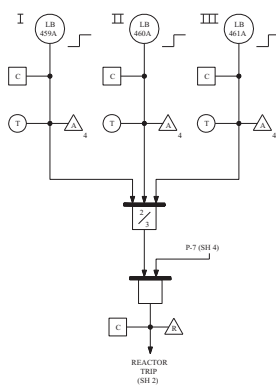 I II III
LB 459A LB 460A LB 461A
C C C
T A T A T A
4 4 4
2/3
P-7 (SH 4)
C R
REACTOR
TRIP
(SH 2)